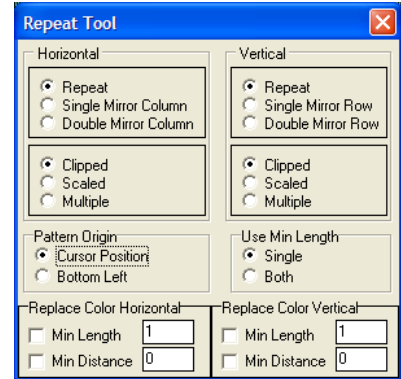 Repeat Tool
Horizontal
Repeat
Single Mirror Column
Double Mirror Column
Clipped
Scaled
Multiple
Vertical
Repeat
Single Mirror Row
Double Mirror Row
Clipped
Scaled
Multiple
Pattern Origin
Cursor Position
Bottom Left
Use Min Length
Single
Both
Replace Color Horizontal
Min Length 1
Min Distance 0
Replace Color Vertical
Min Length 1
Min Distance 0